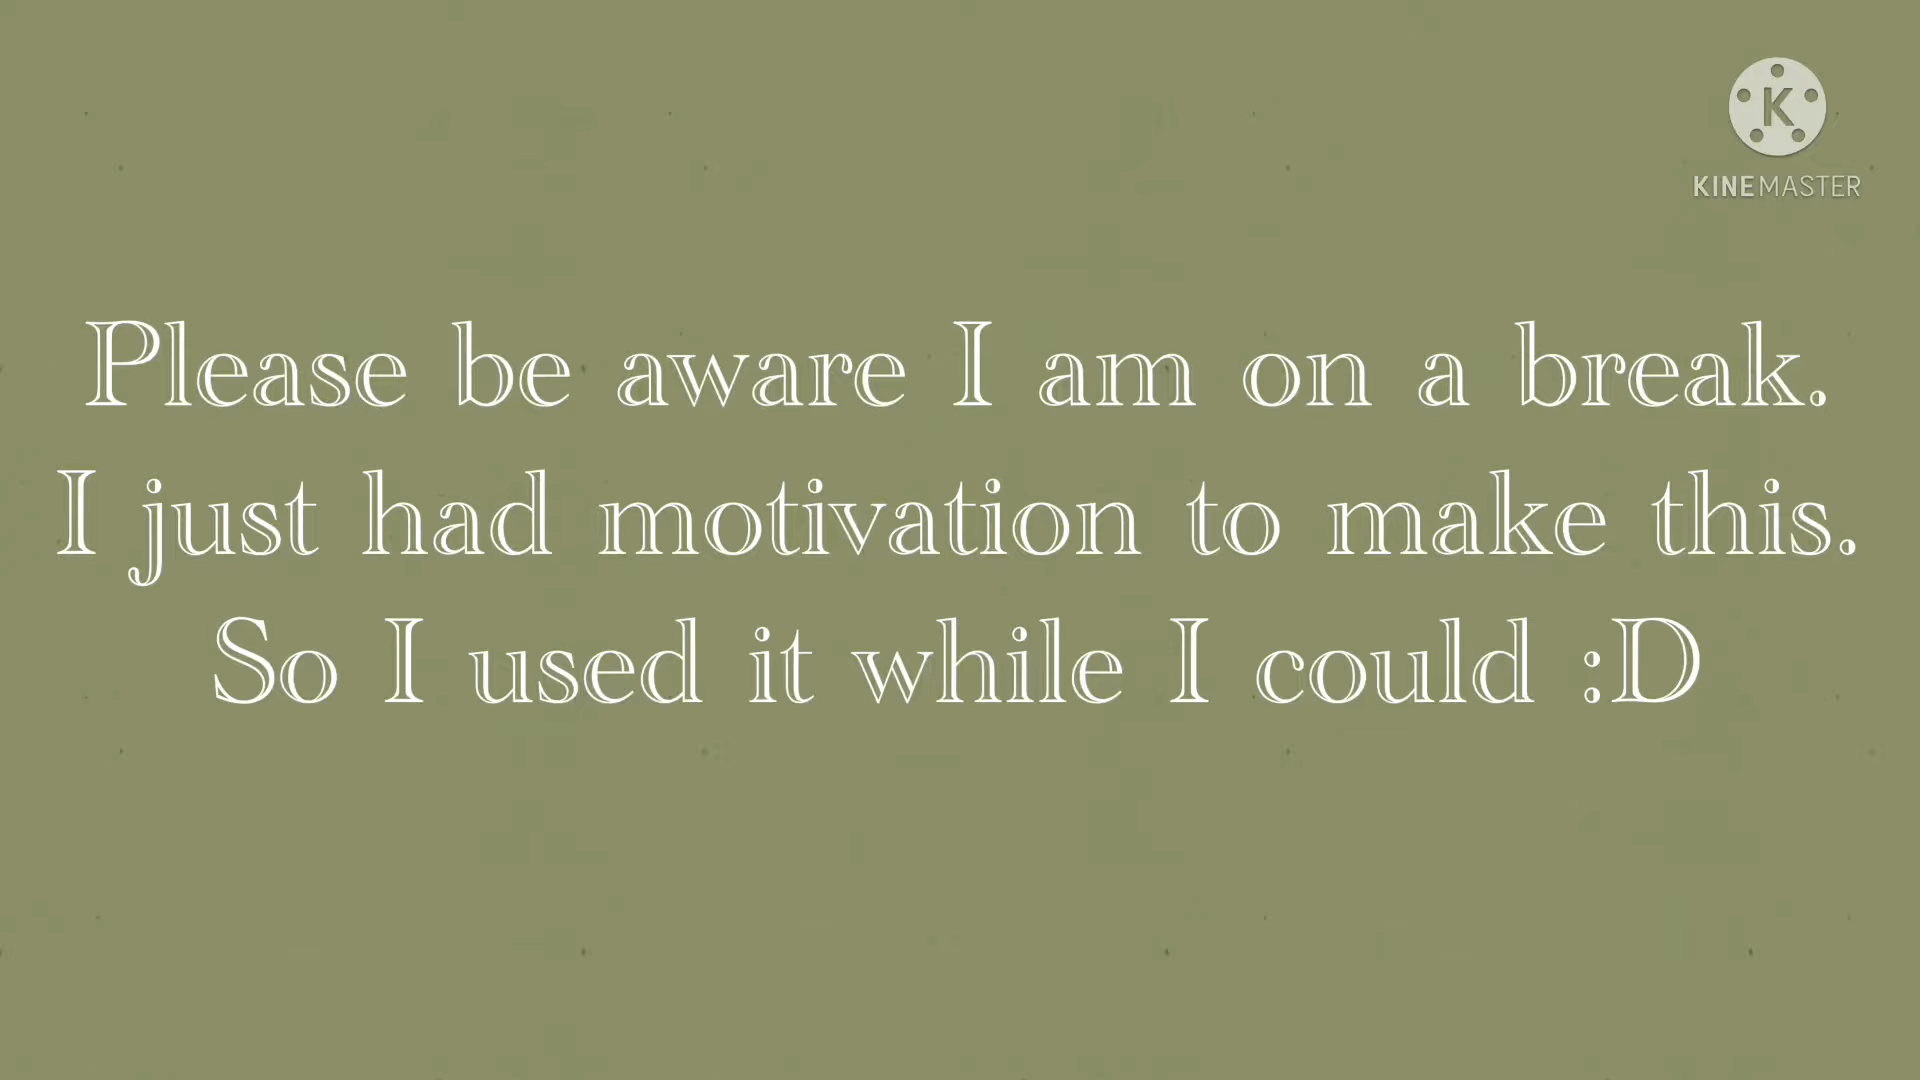 K
KINEMASTER
Please be aware I am on a break.
I just had motivation to make this.
So I used it while I could :D